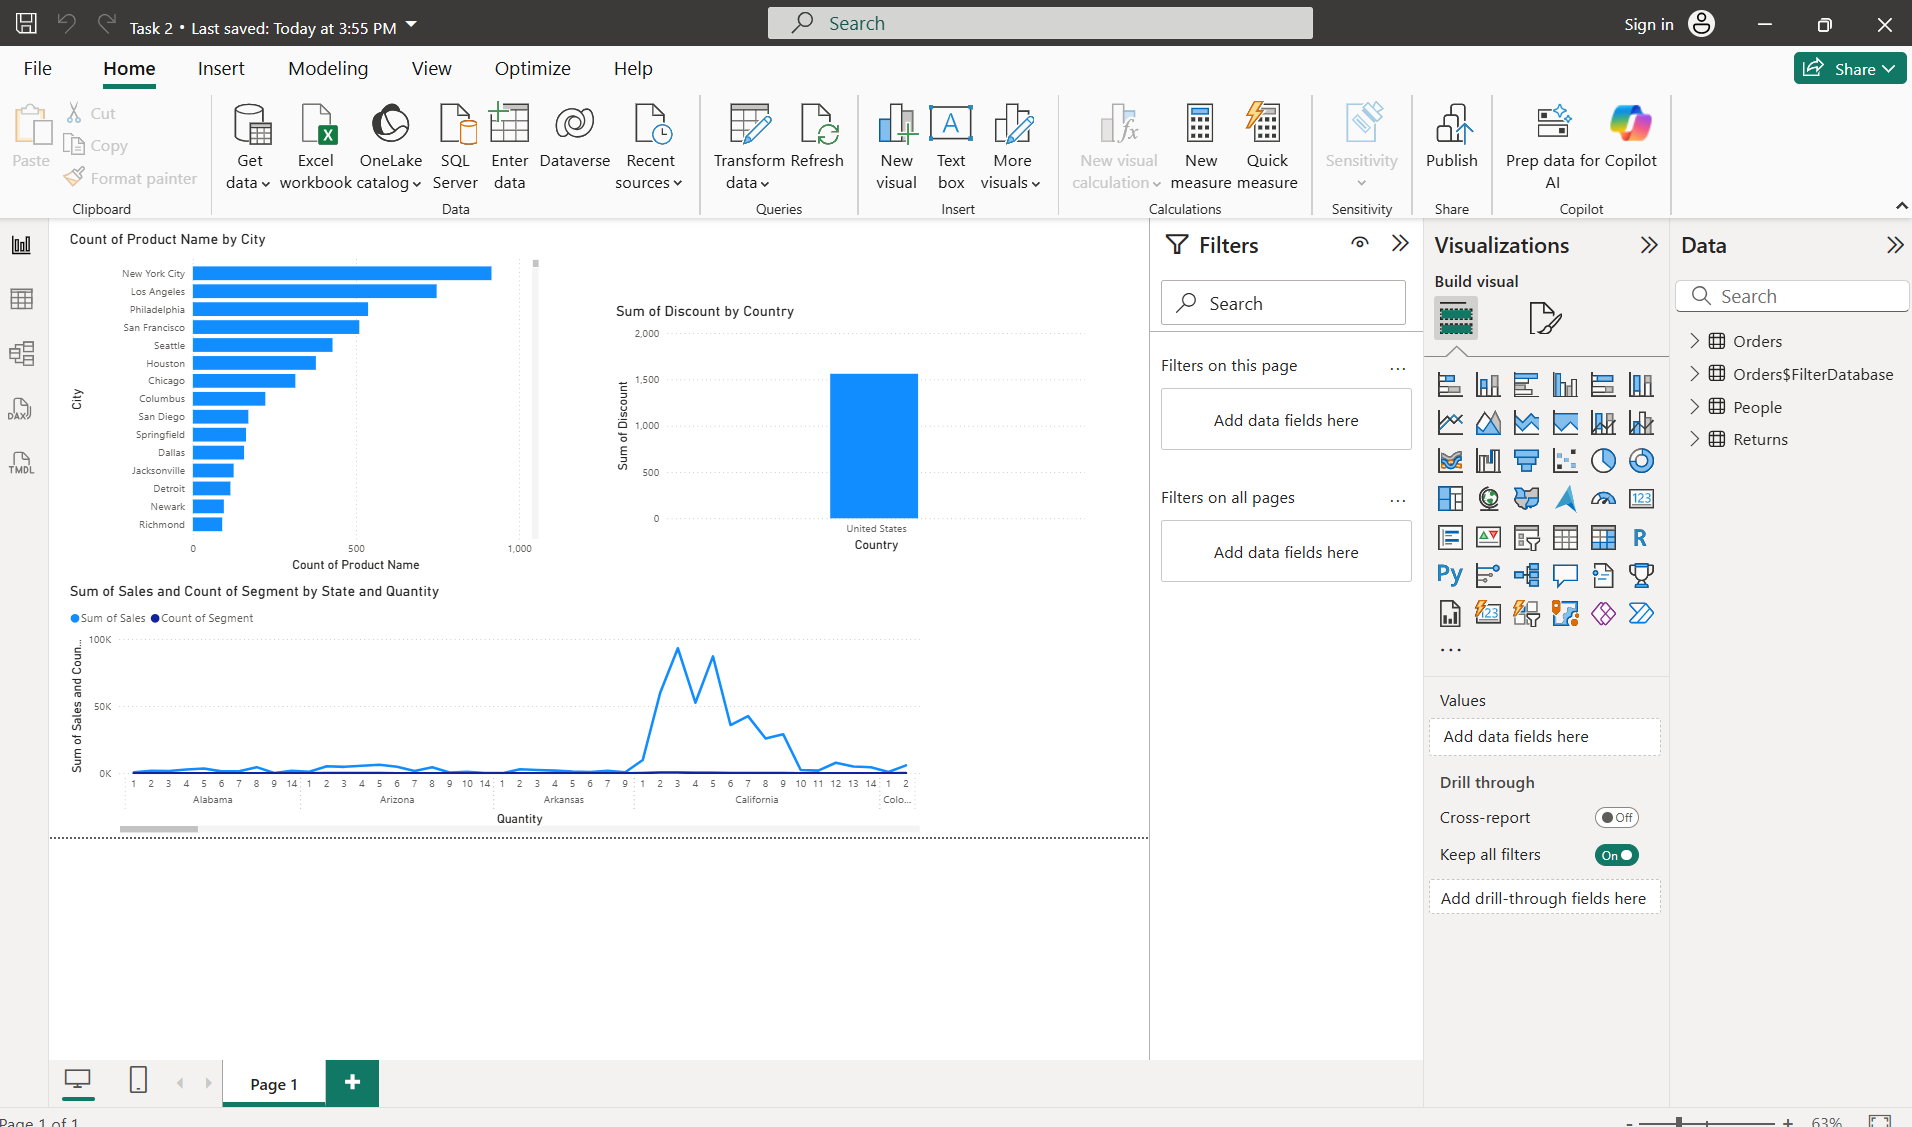 Task 2 • Last saved: Today at 3:55 PM
Search
Sign in
File Home Insert Modeling View Optimize Help
Share
Paste
Cut
Copy
Format painter
Clipboard
Get data
Excel workbook
OneLake catalog
SQL Server
Enter data
Dataverse
Recent sources
Data
Transform data
Refresh
Queries
New visual
Text box
More visuals
Insert
New visual calculation
New measure
Quick measure
Calculations
Sensitivity
Sensitivity
Publish
Share
Prep data for AI
Copilot
Copilot
DAX
TMDL
Count of Product Name by City
City
New York City
Los Angeles
Philadelphia
San Francisco
Seattle
Houston
Chicago
Columbus
San Diego
Springfield
Dallas
Jacksonville
Detroit
Newark
Richmond
0 500 1,000
Count of Product Name
Sum of Discount by Country
Sum of Discount
2,000
1,500
1,000
500
0
United States
Country
Sum of Sales and Count of Segment by State and Quantity
Sum of Sales Count of Segment
Sum of Sales and Coun...
100K
50K
0K
1 2 3 4 5 6 7 8 9 14 1 2 3 4 5 6 7 8 9 10 14 1 2 3 4 5 6 7 9 1 2 3 4 5 6 7 8 9 10 11 12 13 14 1 2
Alabama Arizona Arkansas California Colo...
Quantity
Filters
Search
Filters on this page ...
Add data fields here
Filters on all pages ...
Add data fields here
Visualizations
Build visual
123
R
Py
123
...
Values
Add data fields here
Drill through
Cross-report Off
Keep all filters On
Add drill-through fields here
Data
Search
Orders
Orders$FilterDatabase
People
Returns
Page 1
+
Page 1 of 1
- + 63%